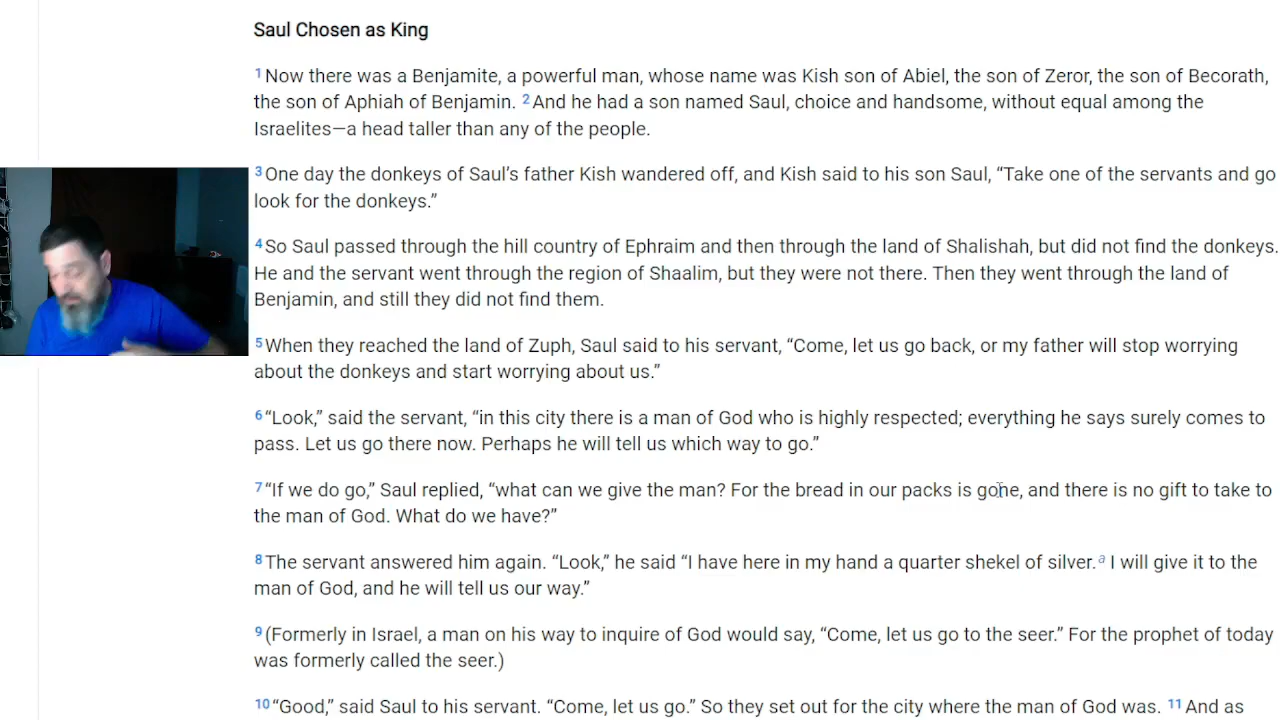 Saul Chosen as King
1 Now there was a Benjamite, a powerful man, whose name was Kish son of Abiel, the son of Zeror, the son of Becorath,
the son of Aphiah of Benjamin. 2 And he had a son named Saul, choice and handsome, without equal among the
Israelites—a head taller than any of the people.
3 One day the donkeys of Saul’s father Kish wandered off, and Kish said to his son Saul, “Take one of the servants and go
look for the donkeys.”
4 So Saul passed through the hill country of Ephraim and then through the land of Shalishah, but did not find the donkeys.
He and the servant went through the region of Shaalim, but they were not there. Then they went through the land of
Benjamin, and still they did not find them.
5 When they reached the land of Zuph, Saul said to his servant, “Come, let us go back, or my father will stop worrying
about the donkeys and start worrying about us.”
6 “Look,” said the servant, “in this city there is a man of God who is highly respected; everything he says surely comes to
pass. Let us go there now. Perhaps he will tell us which way to go.”
7 “If we do go,” Saul replied, “what can we give the man? For the bread in our packs is gone, and there is no gift to take to
the man of God. What do we have?”
8 The servant answered him again. “Look,” he said “I have here in my hand a quarter shekel of silver. a I will give it to the
man of God, and he will tell us our way.”
9 (Formerly in Israel, a man on his way to inquire of God would say, “Come, let us go to the seer.” For the prophet of today
was formerly called the seer.)
10 “Good,” said Saul to his servant. “Come, let us go.” So they set out for the city where the man of God was. 11 And as